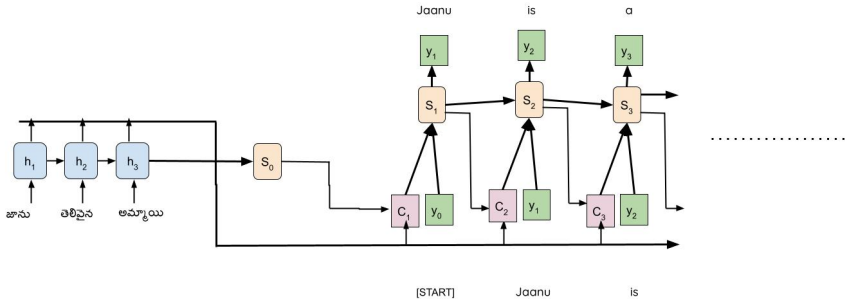 Jaanu is a
y1 y2 y3
S1 S2 S3
h1 h2 h3 S0
C1 y0 C2 y1 C3 y2
జాను తెలివైన అమ్మాయి
[START] Jaanu is